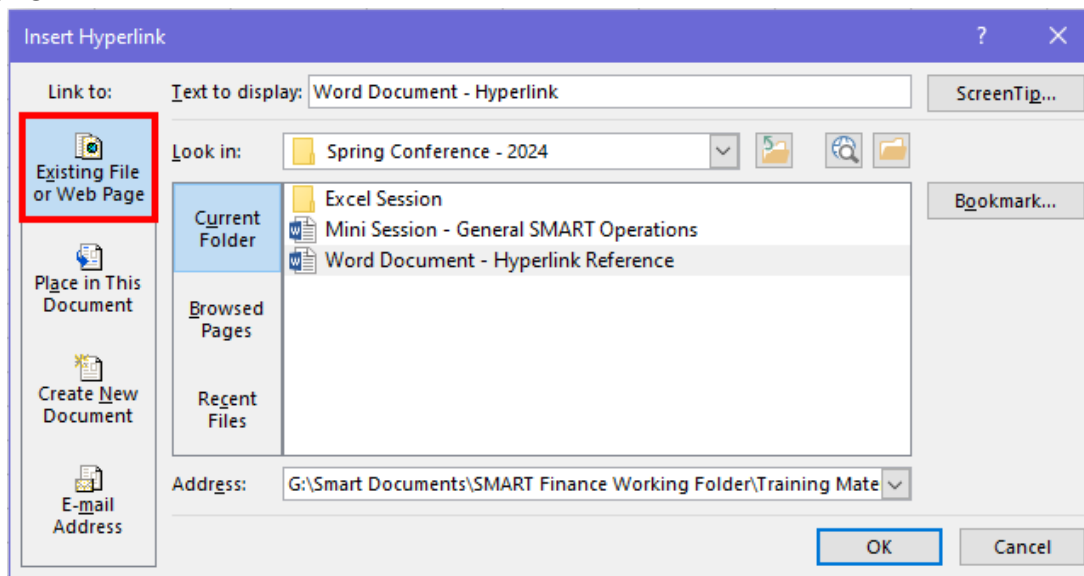 Insert Hyperlink
?
Link to:
Text to display:
Word Document - Hyperlink
ScreenTip...
Existing File
or Web Page
Look in:
Spring Conference - 2024
Current
Folder
Excel Session
Mini Session - General SMART Operations
Word Document - Hyperlink Reference
Bookmark...
Place in This
Document
Browsed
Pages
Create New
Document
Recent
Files
E-mail
Address
Address:
G:\Smart Documents\SMART Finance Working Folder\Training Mate
OK
Cancel